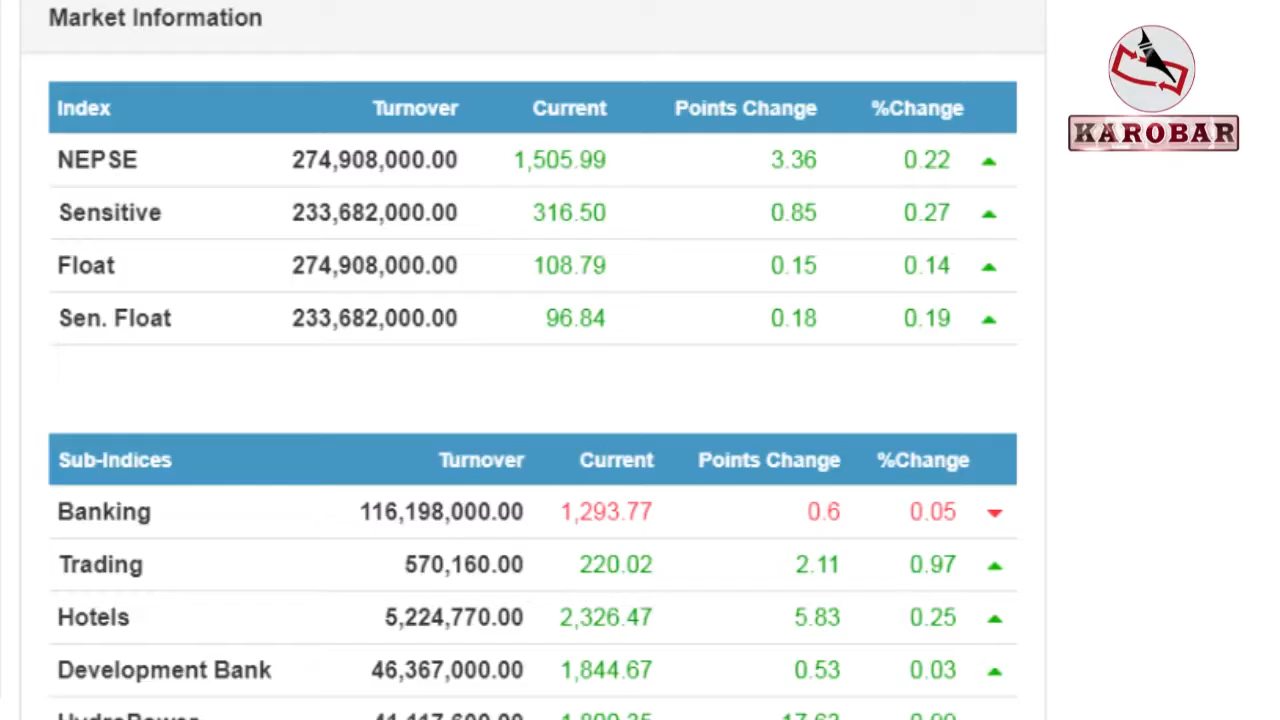 Market Information
KAROBAR
Index Turnover Current Points Change %Change
NEPSE 274,908,000.00 1,505.99 3.36 0.22
Sensitive 233,682,000.00 316.50 0.85 0.27
Float 274,908,000.00 108.79 0.15 0.14
Sen. Float 233,682,000.00 96.84 0.18 0.19
Sub-Indices Turnover Current Points Change %Change
Banking 116,198,000.00 1,293.77 0.6 0.05
Trading 570,160.00 220.02 2.11 0.97
Hotels 5,224,770.00 2,326.47 5.83 0.25
Development Bank 46,367,000.00 1,844.67 0.53 0.03
HydroPower